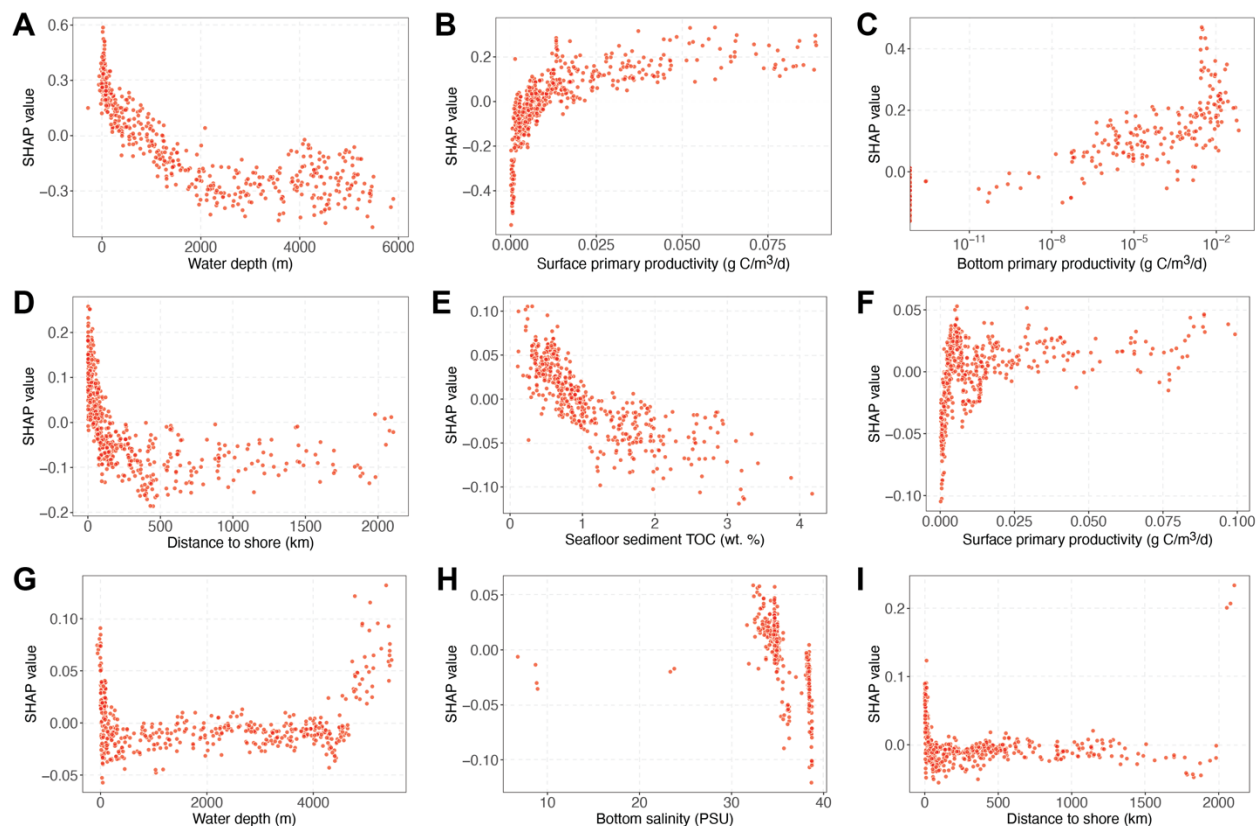 A
SHAP value
0.6
0.3
0.0
−0.3
0
2000
4000
6000
Water depth (m)
B
SHAP value
0.2
0.0
−0.2
−0.4
0.000
0.025
0.050
0.075
Surface primary productivity (g C/m³/d)
C
SHAP value
0.4
0.2
0.0
10⁻¹¹
10⁻⁸
10⁻⁵
10⁻²
Bottom primary productivity (g C/m³/d)
D
SHAP value
0.2
0.1
0.0
−0.1
−0.2
0
500
1000
1500
2000
Distance to shore (km)
E
SHAP value
0.10
0.05
0.00
−0.05
−0.10
0
1
2
3
4
Seafloor sediment TOC (wt. %)
F
SHAP value
0.05
0.00
−0.05
−0.10
0.000
0.025
0.050
0.075
0.100
Surface primary productivity (g C/m³/d)
G
SHAP value
0.10
0.05
0.00
−0.05
0
2000
4000
Water depth (m)
H
SHAP value
0.05
0.00
−0.05
−0.10
10
20
30
40
Bottom salinity (PSU)
I
SHAP value
0.2
0.1
0.0
0
500
1000
1500
2000
Distance to shore (km)